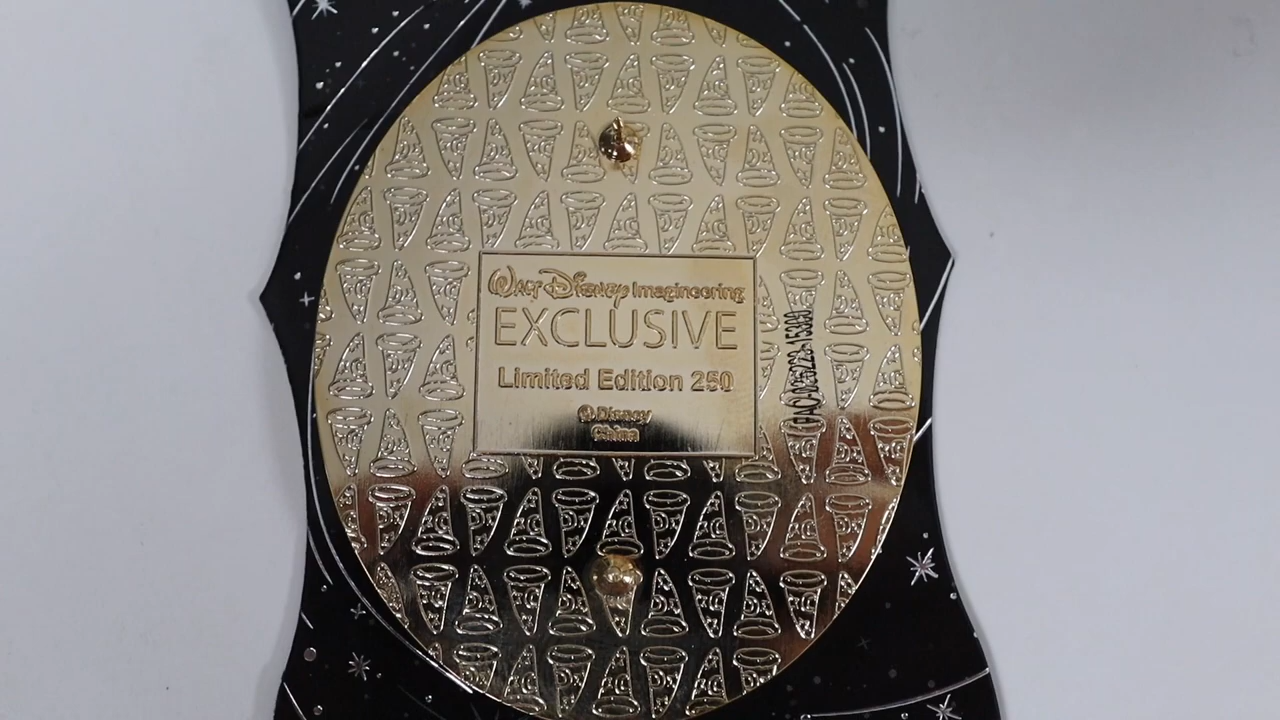 Walt Disney Imagineering
EXCLUSIVE
Limited Edition 250
© Disney
China